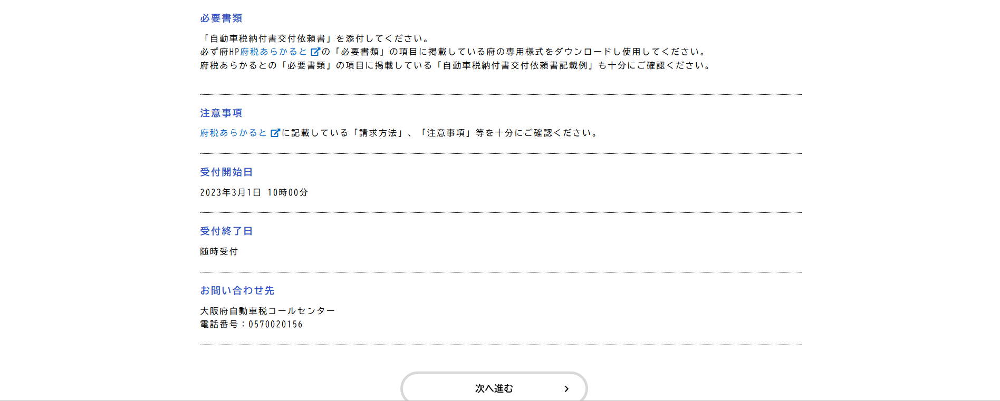 必要書類
「自動車税納付書交付依頼書」を添付してください。
必ず府HP府税あらかるとの「必要書類」の項目に掲載している府の専用様式をダウンロードし使用してください。
府税あらかるとの「必要書類」の項目に掲載している「自動車税納付書交付依頼書記載例」も十分にご確認ください。
注意事項
府税あらかるとに記載している「請求方法」、「注意事項」等を十分にご確認ください。
受付開始日
2023年3月1日 10時00分
受付終了日
随時受付
お問い合わせ先
大阪府自動車税コールセンター
電話番号：0570020156
次へ進む